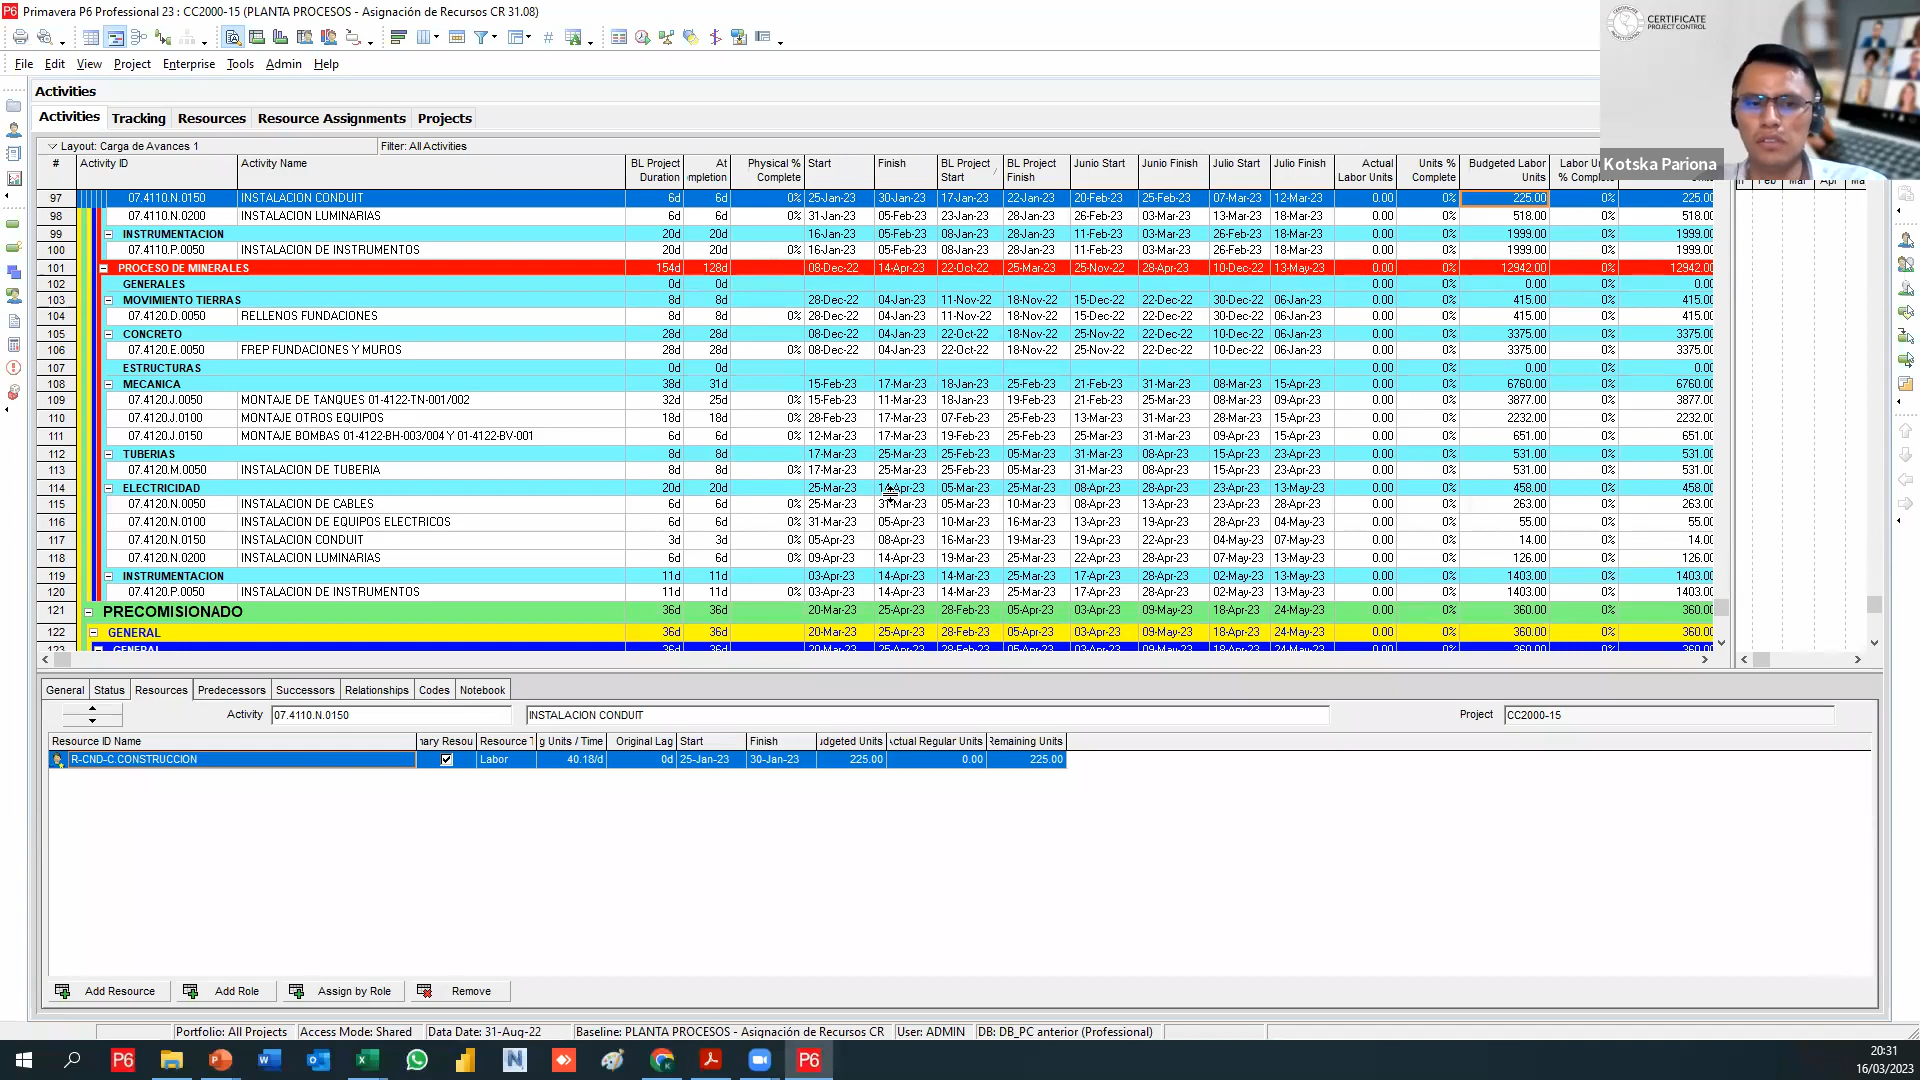 Primavera P6 Professional 23 : CC2000-15 (PLANTA PROCESOS - Asignación de Recursos CR 31.08)
CERTIFICATE
PROJECT CONTROL
File Edit View Project Enterprise Tools Admin Help
Activities
Activities Tracking Resources Resource Assignments Projects
Kotska Pariona
Layout: Carga de Avances 1 Filter: All Activities
# Activity ID Activity Name BL Project Duration At mpletion Physical % Complete Start Finish BL Project Start BL Project Finish Junio Start Junio Finish Julio Start Julio Finish Actual Labor Units Units % Complete Budgeted Labor Units Labor Un % Complete
97 07.4110.N.0150 INSTALACION CONDUIT 6d 6d 0% 25-Jan-23 30-Jan-23 17-Jan-23 22-Jan-23 20-Feb-23 25-Feb-23 07-Mar-23 12-Mar-23 0.00 0% 225.00 0% 225.00
98 07.4110.N.0200 INSTALACION LUMINARIAS 6d 6d 0% 31-Jan-23 05-Feb-23 23-Jan-23 28-Jan-23 26-Feb-23 03-Mar-23 13-Mar-23 18-Mar-23 0.00 0% 518.00 0% 518.00
99 INSTRUMENTACION 20d 20d 16-Jan-23 05-Feb-23 08-Jan-23 28-Jan-23 11-Feb-23 03-Mar-23 26-Feb-23 18-Mar-23 0.00 0% 1999.00 0% 1999.00
100 07.4110.P.0050 INSTALACION DE INSTRUMENTOS 20d 20d 0% 16-Jan-23 05-Feb-23 08-Jan-23 28-Jan-23 11-Feb-23 03-Mar-23 26-Feb-23 18-Mar-23 0.00 0% 1999.00 0% 1999.00
101 PROCESO DE MINERALES 154d 128d 08-Dec-22 14-Apr-23 22-Oct-22 25-Mar-23 25-Nov-22 28-Apr-23 10-Dec-22 13-May-23 0.00 0% 12942.00 0% 12942.00
102 GENERALES 0d 0d 0.00 0% 0.00 0% 0.00
103 MOVIMIENTO TIERRAS 8d 8d 28-Dec-22 04-Jan-23 11-Nov-22 18-Nov-22 15-Dec-22 22-Dec-22 30-Dec-22 06-Jan-23 0.00 0% 415.00 0% 415.00
104 07.4120.D.0050 RELLENOS FUNDACIONES 8d 8d 0% 28-Dec-22 04-Jan-23 11-Nov-22 18-Nov-22 15-Dec-22 22-Dec-22 30-Dec-22 06-Jan-23 0.00 0% 415.00 0% 415.00
105 CONCRETO 28d 28d 08-Dec-22 04-Jan-23 22-Oct-22 18-Nov-22 25-Nov-22 22-Dec-22 10-Dec-22 06-Jan-23 0.00 0% 3375.00 0% 3375.00
106 07.4120.E.0050 FREP FUNDACIONES Y MUROS 28d 28d 0% 08-Dec-22 04-Jan-23 22-Oct-22 18-Nov-22 25-Nov-22 22-Dec-22 10-Dec-22 06-Jan-23 0.00 0% 3375.00 0% 3375.00
107 ESTRUCTURAS 0d 0d 0.00 0% 0.00 0% 0.00
108 MECANICA 38d 31d 15-Feb-23 17-Mar-23 18-Jan-23 25-Feb-23 21-Feb-23 31-Mar-23 08-Mar-23 15-Apr-23 0.00 0% 6760.00 0% 6760.00
109 07.4120.J.0050 MONTAJE DE TANQUES 01-4122-TN-001/002 32d 25d 0% 15-Feb-23 11-Mar-23 18-Jan-23 19-Feb-23 21-Feb-23 25-Mar-23 08-Mar-23 09-Apr-23 0.00 0% 3877.00 0% 3877.00
110 07.4120.J.0100 MONTAJE OTROS EQUIPOS 18d 18d 0% 28-Feb-23 17-Mar-23 07-Feb-23 25-Feb-23 13-Mar-23 31-Mar-23 28-Mar-23 15-Apr-23 0.00 0% 2232.00 0% 2232.00
111 07.4120.J.0150 MONTAJE BOMBAS 01-4122-BH-003/004 Y 01-4122-BV-001 6d 6d 0% 12-Mar-23 17-Mar-23 19-Feb-23 25-Feb-23 25-Mar-23 31-Mar-23 09-Apr-23 15-Apr-23 0.00 0% 651.00 0% 651.00
112 TUBERIAS 8d 8d 17-Mar-23 25-Mar-23 25-Feb-23 05-Mar-23 31-Mar-23 08-Apr-23 15-Apr-23 23-Apr-23 0.00 0% 531.00 0% 531.00
113 07.4120.M.0050 INSTALACION DE TUBERIA 8d 8d 0% 17-Mar-23 25-Mar-23 25-Feb-23 05-Mar-23 31-Mar-23 08-Apr-23 15-Apr-23 23-Apr-23 0.00 0% 531.00 0% 531.00
114 ELECTRICIDAD 20d 20d 25-Mar-23 14-Apr-23 05-Mar-23 25-Mar-23 08-Apr-23 28-Apr-23 23-Apr-23 13-May-23 0.00 0% 458.00 0% 458.00
115 07.4120.N.0050 INSTALACION DE CABLES 6d 6d 0% 25-Mar-23 31-Mar-23 05-Mar-23 10-Mar-23 08-Apr-23 13-Apr-23 23-Apr-23 28-Apr-23 0.00 0% 263.00 0% 263.00
116 07.4120.N.0100 INSTALACION DE EQUIPOS ELECTRICOS 6d 6d 0% 31-Mar-23 05-Apr-23 10-Mar-23 16-Mar-23 13-Apr-23 19-Apr-23 28-Apr-23 04-May-23 0.00 0% 55.00 0% 55.00
117 07.4120.N.0150 INSTALACION CONDUIT 3d 3d 0% 05-Apr-23 08-Apr-23 16-Mar-23 19-Mar-23 19-Apr-23 22-Apr-23 04-May-23 07-May-23 0.00 0% 14.00 0% 14.00
118 07.4120.N.0200 INSTALACION LUMINARIAS 6d 6d 0% 09-Apr-23 14-Apr-23 19-Mar-23 25-Mar-23 22-Apr-23 28-Apr-23 07-May-23 13-May-23 0.00 0% 126.00 0% 126.00
119 INSTRUMENTACION 11d 11d 03-Apr-23 14-Apr-23 14-Mar-23 25-Mar-23 17-Apr-23 28-Apr-23 02-May-23 13-May-23 0.00 0% 1403.00 0% 1403.00
120 07.4120.P.0050 INSTALACION DE INSTRUMENTOS 11d 11d 0% 03-Apr-23 14-Apr-23 14-Mar-23 25-Mar-23 17-Apr-23 28-Apr-23 02-May-23 13-May-23 0.00 0% 1403.00 0% 1403.00
121 PRECOMISIONADO 36d 36d 20-Mar-23 25-Apr-23 28-Feb-23 05-Apr-23 03-Apr-23 09-May-23 18-Apr-23 24-May-23 0.00 0% 360.00 0% 360.00
122 GENERAL 36d 36d 20-Mar-23 25-Apr-23 28-Feb-23 05-Apr-23 03-Apr-23 09-May-23 18-Apr-23 24-May-23 0.00 0% 360.00 0% 360.00
123 GENERAL 36d 36d 20-Mar-23 25-Apr-23 28-Feb-23 05-Apr-23 03-Apr-23 09-May-23 18-Apr-23 24-May-23 0.00 0% 360.00 0% 360.00
General Status Resources Predecessors Successors Relationships Codes Notebook
Activity 07.4110.N.0150 INSTALACION CONDUIT Project CC2000-15
Resource ID Name nary Resou Resource T g Units / Time Original Lag Start Finish udgeted Units ctual Regular Units Remaining Units
R-CND-C.CONSTRUCCION Labor 40.18/d 0d 25-Jan-23 30-Jan-23 225.00 0.00 225.00
Add Resource Add Role Assign by Role Remove
Portfolio: All Projects Access Mode: Shared Data Date: 31-Aug-22 Baseline: PLANTA PROCESOS - Asignación de Recursos CR User: ADMIN DB: DB_PC anterior (Professional)
20:31
16/03/2023